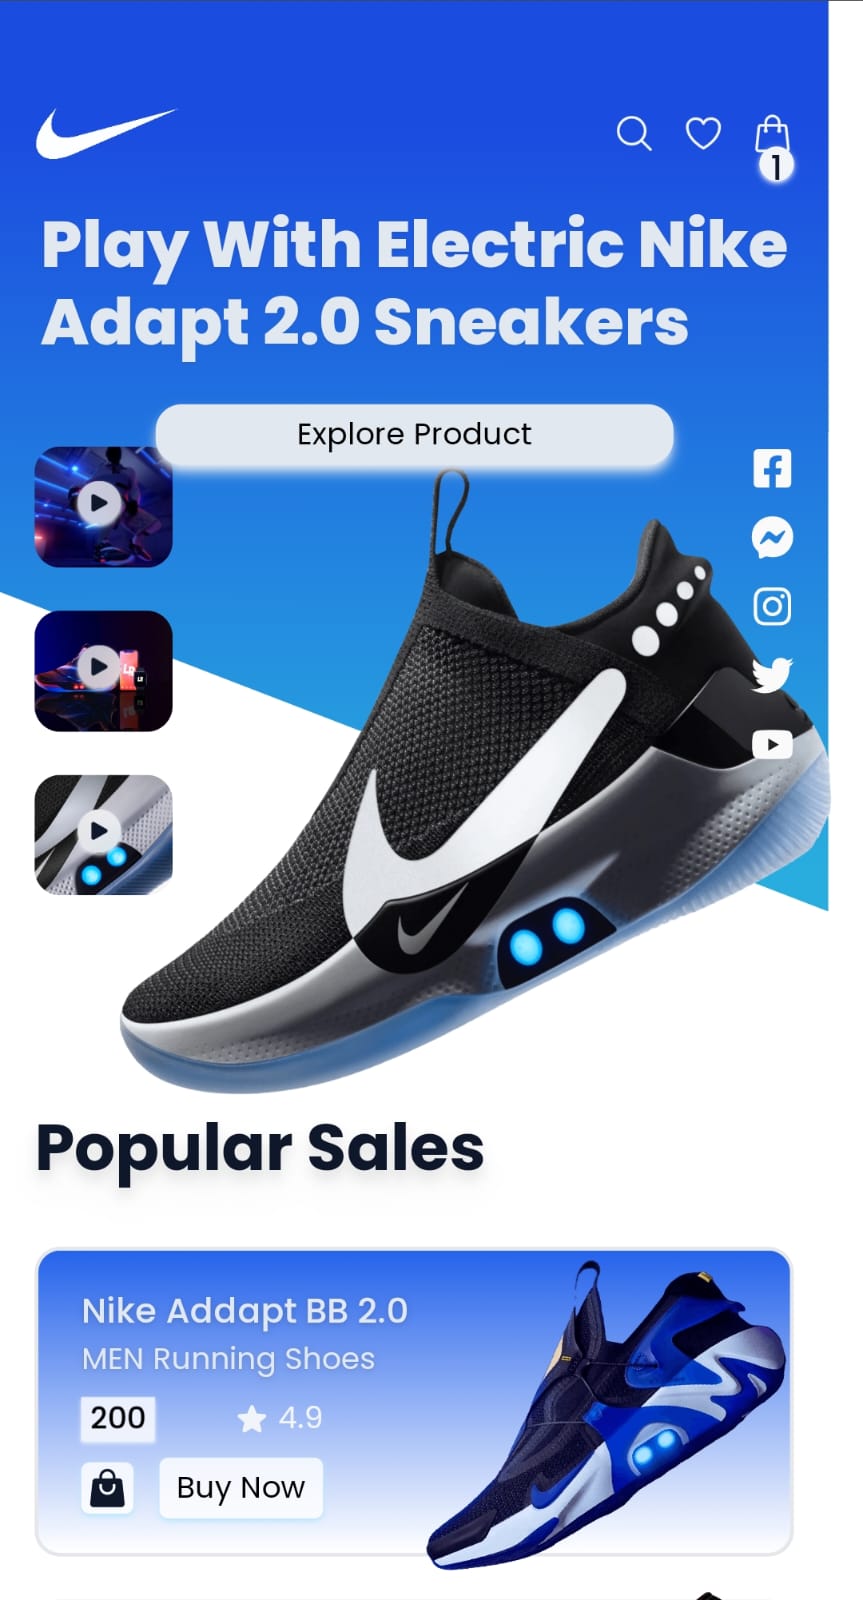 1
Play With Electric Nike
Adapt 2.0 Sneakers
Explore Product
Popular Sales
Nike Addapt BB 2.0
MEN Running Shoes
200
4.9
Buy Now